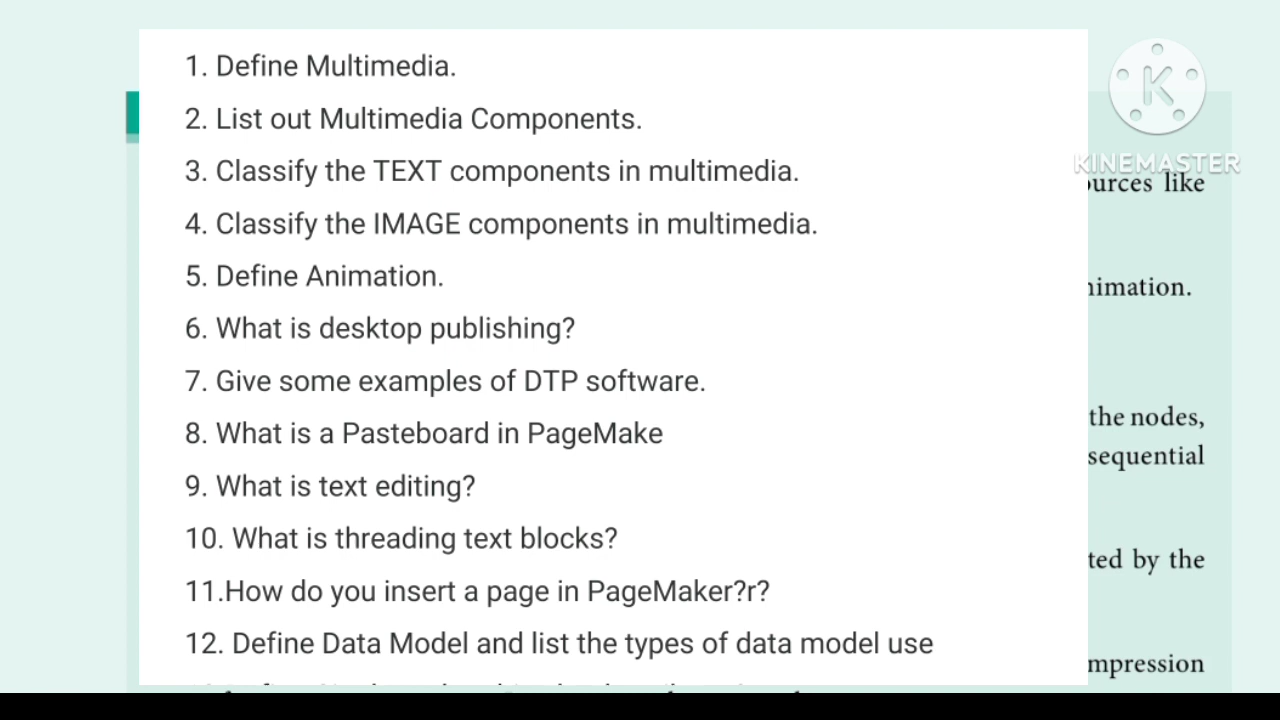 1. Define Multimedia.
2. List out Multimedia Components.
3. Classify the TEXT components in multimedia.
4. Classify the IMAGE components in multimedia.
5. Define Animation.
6. What is desktop publishing?
7. Give some examples of DTP software.
8. What is a Pasteboard in PageMake
9. What is text editing?
10. What is threading text blocks?
11.How do you insert a page in PageMaker?r?
12. Define Data Model and list the types of data model use
KINEMASTER
like
the nodes,
sequential
by the